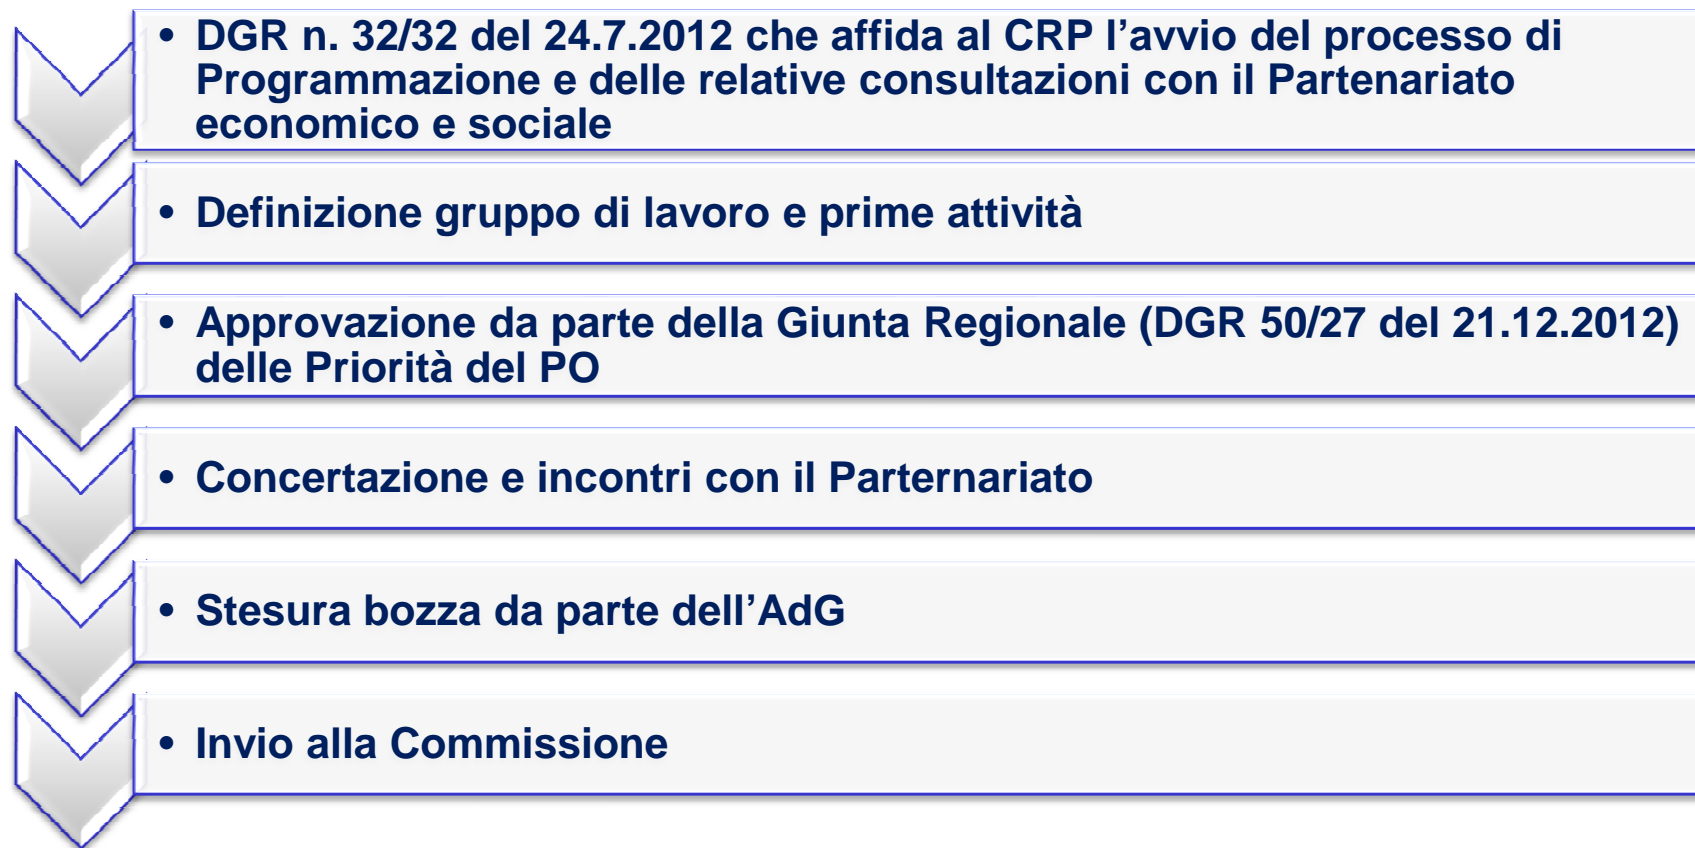 • DGR n. 32/32 del 24.7.2012 che affida al CRP l’avvio del processo di
Programmazione e delle relative consultazioni con il Partenariato
economico e sociale
• Definizione gruppo di lavoro e prime attività
• Approvazione da parte della Giunta Regionale (DGR 50/27 del 21.12.2012)
delle Priorità del PO
• Concertazione e incontri con il Parternariato
• Stesura bozza da parte dell’AdG
• Invio alla Commissione